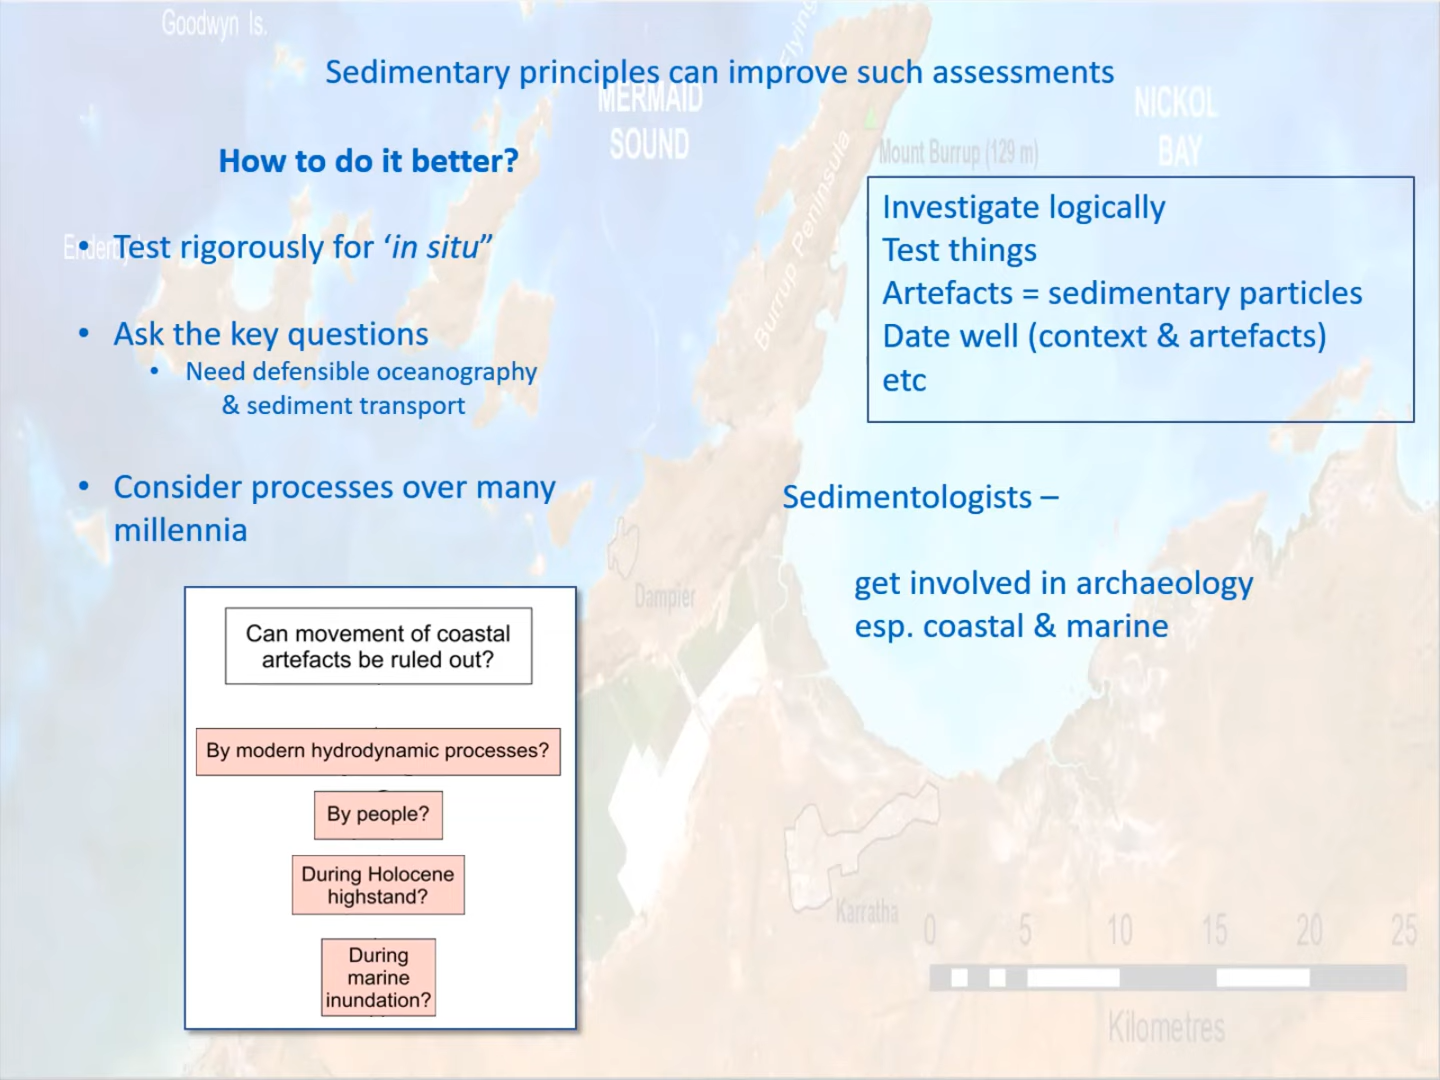 Goodwyn Is.
Flying
Sedimentary principles can improve such assessments
MERMAID
SOUND
NICKOL
BAY
Mount Burrup (129 m)
Burrup Peninsula
How to do it better?
• Test rigorously for ‘in situ”
• Ask the key questions
• Need defensible oceanography
& sediment transport
• Consider processes over many
millennia
Investigate logically
Test things
Artefacts = sedimentary particles
Date well (context & artefacts)
etc
Sedimentologists –
get involved in archaeology
esp. coastal & marine
Dampier
Can movement of coastal
artefacts be ruled out?
By modern hydrodynamic processes?
By people?
During Holocene
highstand?
During
marine
inundation?
Karratha
0 5 10 15 20 25
Kilometres